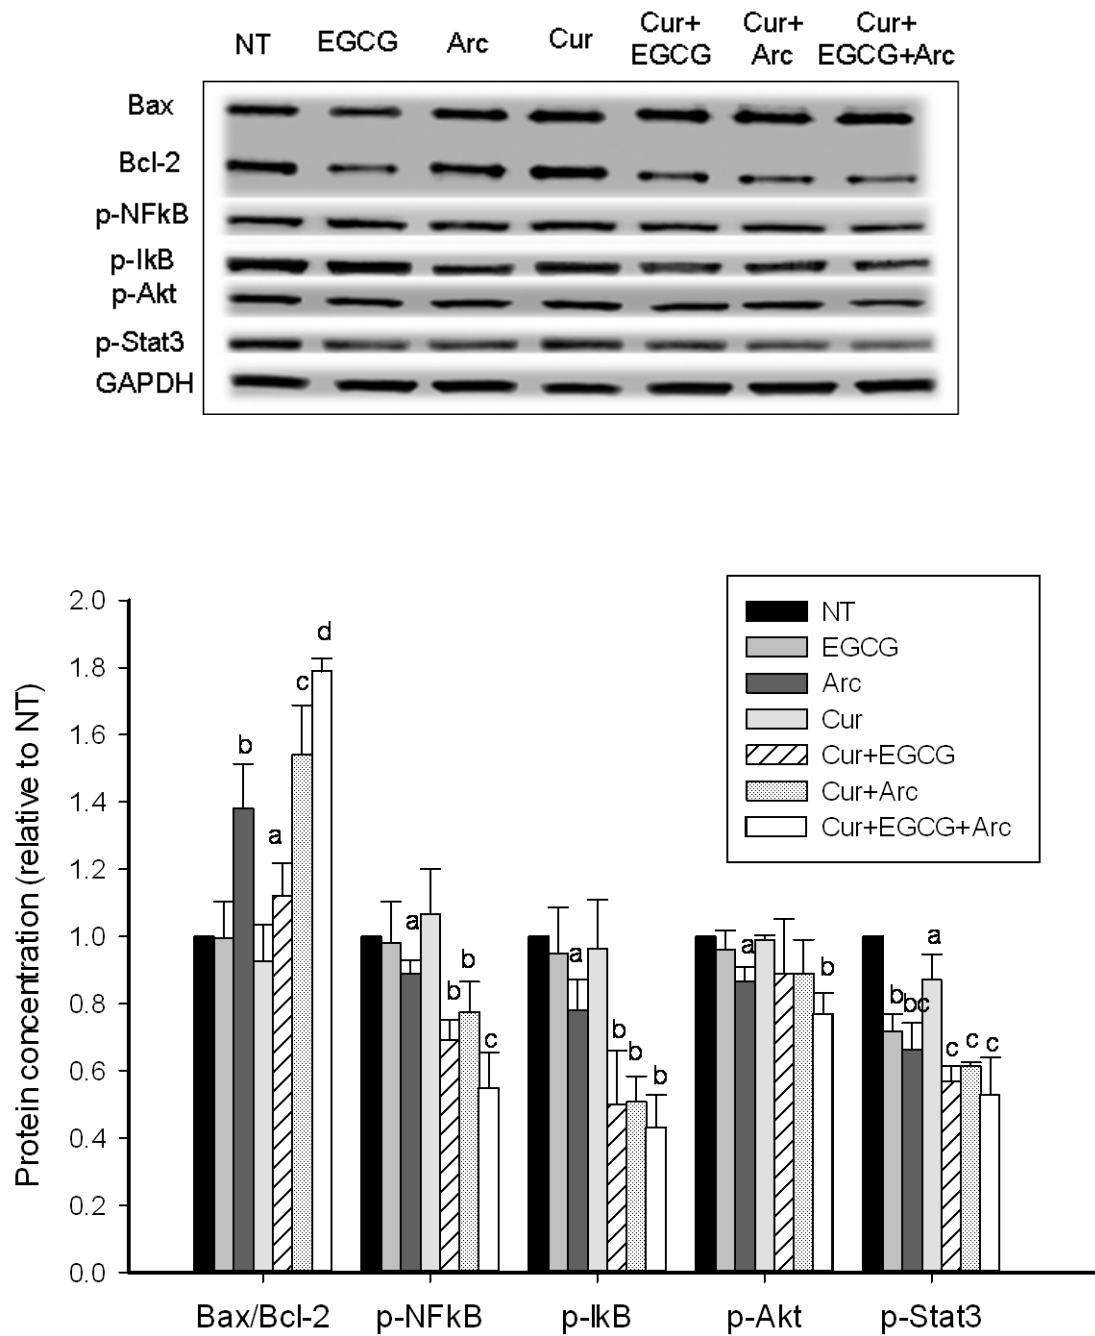 NT EGCG Arc Cur Cur+ EGCG Cur+ Arc Cur+ EGCG+Arc
Bax
Bcl-2
p-NFkB
p-IkB
p-Akt
p-Stat3
GAPDH
Protein concentration (relative to NT)
2.0
1.8
1.6
1.4
1.2
1.0
0.8
0.6
0.4
0.2
0.0
NT
EGCG
Arc
Cur
Cur+EGCG
Cur+Arc
Cur+EGCG+Arc
b a c d
a b b c
a b b b
a b
b bc a c c c
Bax/Bcl-2 p-NFkB p-IkB p-Akt p-Stat3